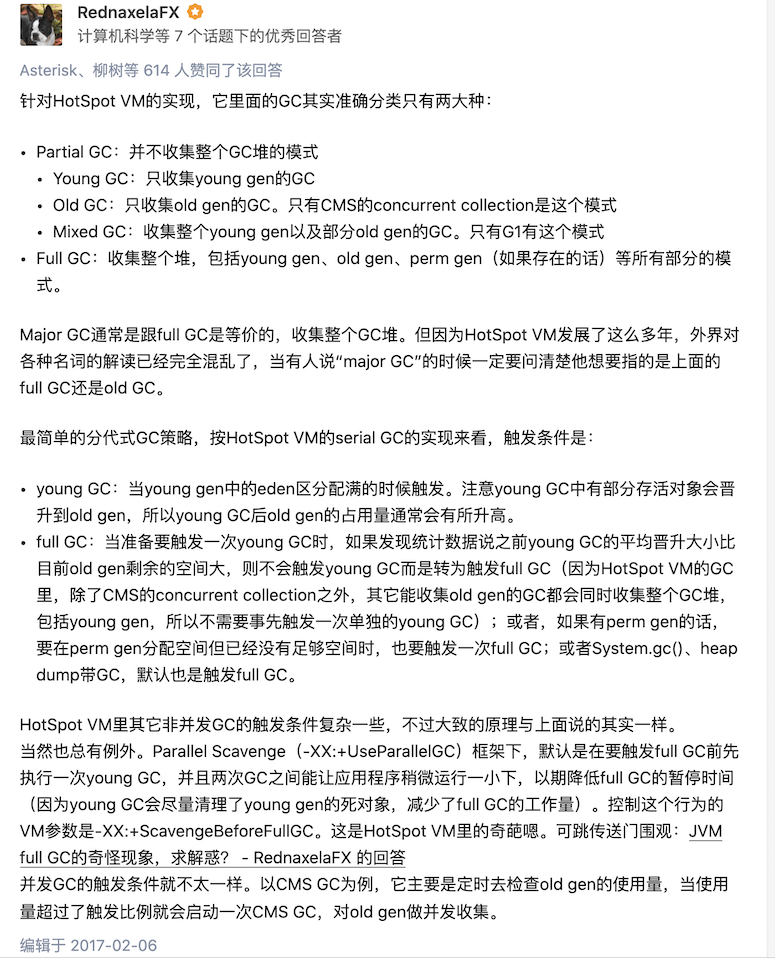 RednaxelaFX
计算机科学等 7 个话题下的优秀回答者
Asterisk、柳树等 614 人赞同了该回答
针对HotSpot VM的实现，它里面的GC其实准确分类只有两大种：
• Partial GC：并不收集整个GC堆的模式
• Young GC：只收集young gen的GC
• Old GC：只收集old gen的GC。只有CMS的concurrent collection是这个模式
• Mixed GC：收集整个young gen以及部分old gen的GC。只有G1有这个模式
• Full GC：收集整个堆，包括young gen、old gen、perm gen（如果存在的话）等所有部分的模
式。
Major GC通常是跟full GC是等价的，收集整个GC堆。但因为HotSpot VM发展了这么多年，外界对
各种名词的解读已经完全混乱了，当有人说“major GC”的时候一定要问清楚他想要指的是上面的
full GC还是old GC。
最简单的分代式GC策略，按HotSpot VM的serial GC的实现来看，触发条件是：
• young GC：当young gen中的eden区分配满的时候触发。注意young GC中有部分存活对象会晋
升到old gen，所以young GC后old gen的占用量通常会有所升高。
• full GC：当准备要触发一次young GC时，如果发现统计数据说之前young GC的平均晋升大小比
目前old gen剩余的空间大，则不会触发young GC而是转为触发full GC（因为HotSpot VM的GC
里，除了CMS的concurrent collection之外，其它能收集old gen的GC都会同时收集整个GC堆，
包括young gen，所以不需要事先触发一次单独的young GC）；或者，如果有perm gen的话，
要在perm gen分配空间但已经没有足够空间时，也要触发一次full GC；或者System.gc()、heap
dump带GC，默认也是触发full GC。
HotSpot VM里其它非并发GC的触发条件复杂一些，不过大致的原理与上面说的其实一样。
当然也总有例外。Parallel Scavenge（-XX:+UseParallelGC）框架下，默认是在要触发full GC前先
执行一次young GC，并且两次GC之间能让应用程序稍微运行一小下，以期降低full GC的暂停时间
（因为young GC会尽量清理了young gen的死对象，减少了full GC的工作量）。控制这个行为的
VM参数是-XX:+ScavengeBeforeFullGC。这是HotSpot VM里的奇葩嗯。可跳传送门围观：JVM
full GC的奇怪现象，求解惑？ - RednaxelaFX 的回答
并发GC的触发条件就不太一样。以CMS GC为例，它主要是定时去检查old gen的使用量，当使用
量超过了触发比例就会启动一次CMS GC，对old gen做并发收集。
编辑于 2017-02-06